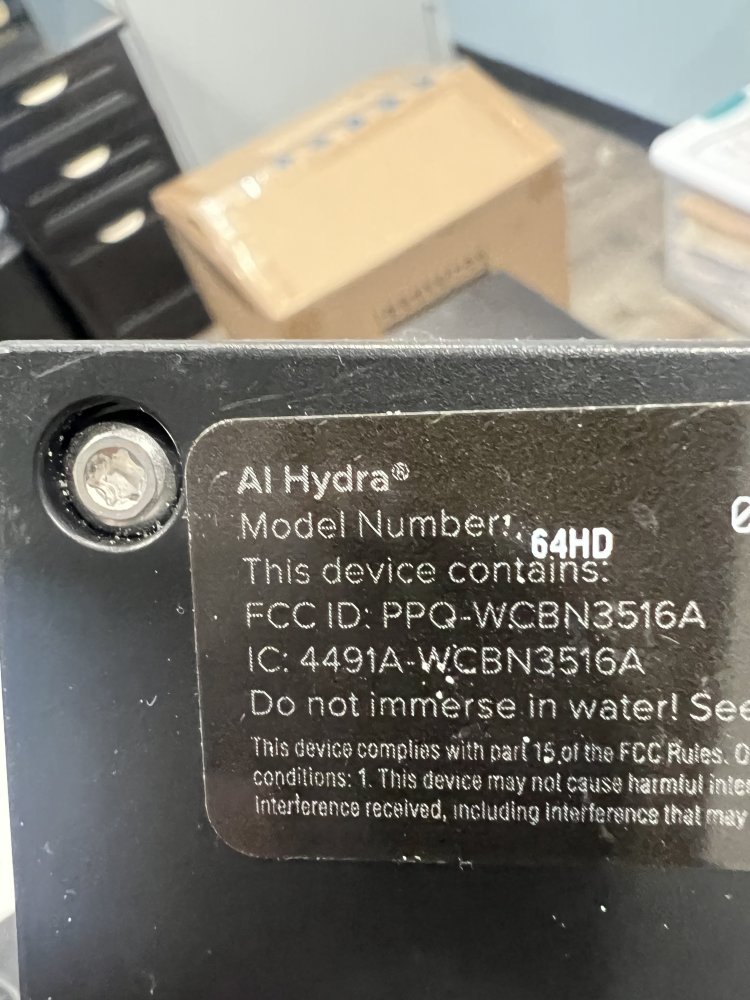 AI Hydra®
Model Number:
64HD
This device contains:
FCC ID: PPQ-WCBN3516A
IC: 4491A-WCBN3516A
Do not immerse in water! See
This device complies with part 15 of the FCC Rules. O
conditions: 1. This device may not cause harmful inter
Interference received, including interference that may